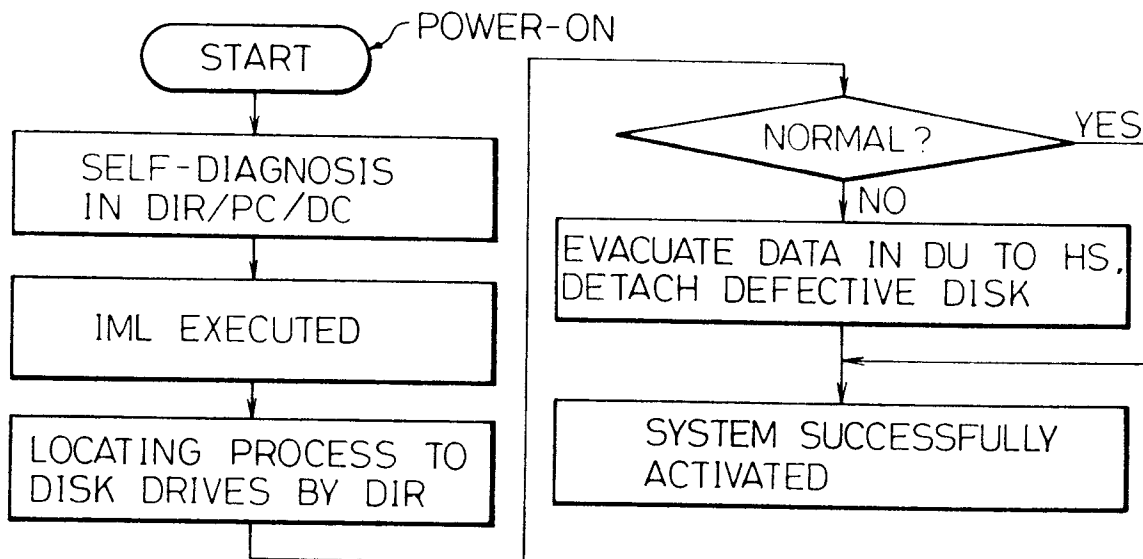 POWER-ON
START
SELF-DIAGNOSIS
IN DIR/PC/DC
IML EXECUTED
LOCATING PROCESS TO
DISK DRIVES BY DIR
NORMAL?
YES
NO
EVACUATE DATA IN DU TO HS,
DETACH DEFECTIVE DISK
SYSTEM SUCCESSFULLY
ACTIVATED